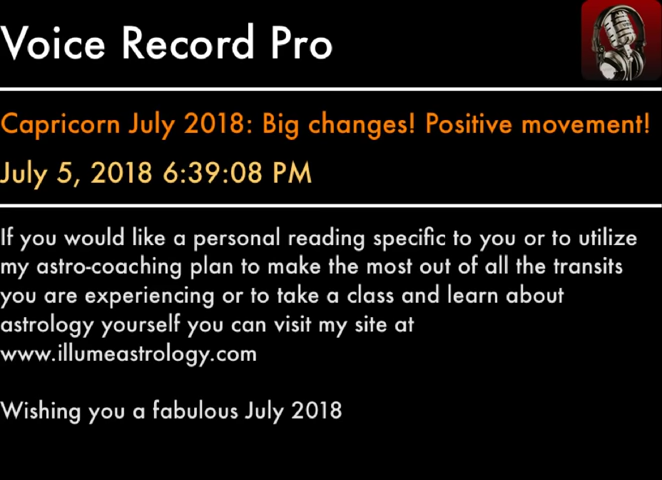 Voice Record Pro
Capricorn July 2018: Big changes! Positive movement!
July 5, 2018 6:39:08 PM
If you would like a personal reading specific to you or to utilize
my astro-coaching plan to make the most out of all the transits
you are experiencing or to take a class and learn about
astrology yourself you can visit my site at
www.illumeastrology.com
Wishing you a fabulous July 2018